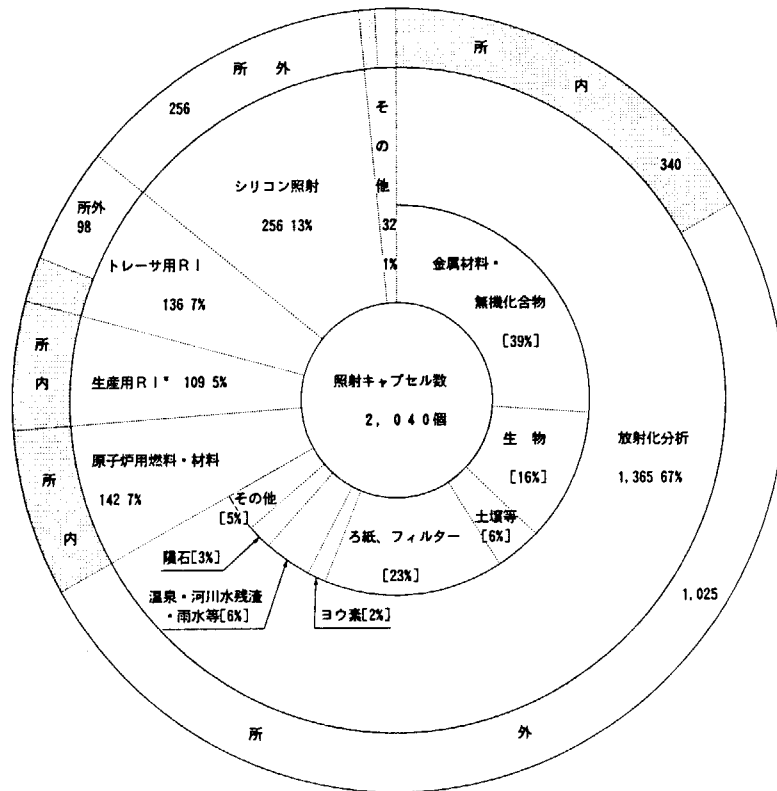 所 外
256
所
内
340
所外
98
そ
の
他
32
1%
シリコン照射
256 13%
トレーサ用RI
136 7%
所
内
生産用RI* 109 5%
所
内
原子炉用燃料・材料
142 7%
照射キャプセル数
2,040個
金属材料・
無機化合物
[39%]
生 物
[16%]
土壌等
[6%]
ろ紙、フィルター
[23%]
ヨウ素[2%]
温泉・河川水残渣
・雨水等[6%]
隕石[3%]
その他
[5%]
放射化分析
1,365 67%
1,025
所 外